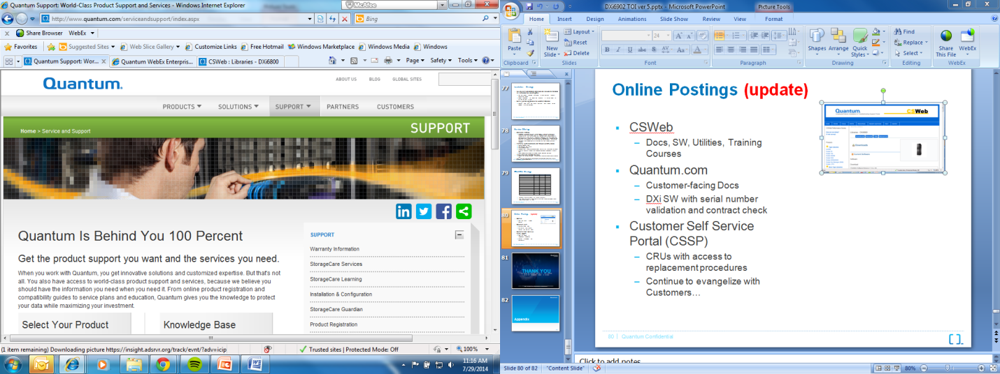 Quantum Support: World-Class Product Support and Services - Windows Internet Explorer
McAfee
http://www.quantum.com/serviceandsupport/index.aspx
Bing
x Share Browser WebEx
Favorites Suggested Sites Web Slice Gallery Customize Links Free Hotmail Windows Marketplace Windows Media Windows
Quantum Support: Wor... x Quantum WebEx Enterpris... CSWeb : Libraries - DXi6800 Page Safety Tools
Quantum.
ABOUT US BLOG GLOBAL SITES
PRODUCTS SOLUTIONS SUPPORT PARTNERS CUSTOMERS
Home > Service and Support
SUPPORT
Quantum Is Behind You 100 Percent
Get the product support you want and the services you need.
When you work with Quantum, you get innovative solutions and customized expertise. But that's not
all. You also have access to world-class product support and services, because we believe you
should have the information you need when you need it. From online product registration and
compatibility guides to service plans and education, Quantum gives you the knowledge to protect
your data while maximizing your investment.
Select Your Product
Knowledge Base
SUPPORT
Warranty Information
StorageCare Services
StorageCare Learning
Installation & Configuration
StorageCare Guardian
Product Registration
(1 item remaining) Downloading picture https://insight.adsrvr.org/track/evnt/?adv=icip
Trusted sites | Protected Mode: Off
100%
11:16 AM
7/29/2014
DXi6902 TOI ver 5.pptx - Microsoft PowerPoint
Picture Tools
Home Insert Design Animations Slide Show Review View Format
Paste
Clipboard
New
Slide
Layout
Reset
Delete
Slides
24
B I U abc S AV Aa A
Font
Paragraph
Shapes Arrange Quick
Styles
Drawing
Find
Replace
Select
Editing
Share
This File
WebEx
WebEx
77
78
79
80
81
THANK YOU
82
Appendix
Online Postings (update)
Quantum
CSWeb
CSWeb
– Docs, SW, Utilities, Training
Courses
Quantum.com
– Customer-facing Docs
– DXi SW with serial number
validation and contract check
Customer Self Service
Portal (CSSP)
– CRUs with access to
replacement procedures
– Continue to evangelize with
Customers…
80 | Quantum Confidential
Click to add notes
Slide 80 of 82 "Content Slide"
80%